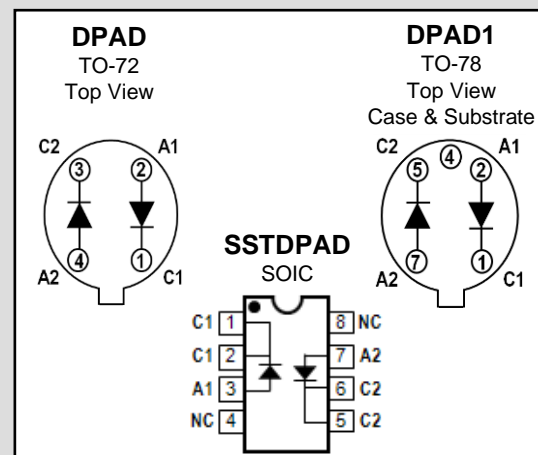 DPAD
TO-72
Top View
C2 A1
3 2
4 1
A2 C1
DPAD1
TO-78
Top View
Case & Substrate
C2 A1
4
5 2
7 1
A2 C1
SSTDPAD
SOIC
C1 1 8 NC
C1 2 7 A2
A1 3 6 C2
NC 4 5 C2